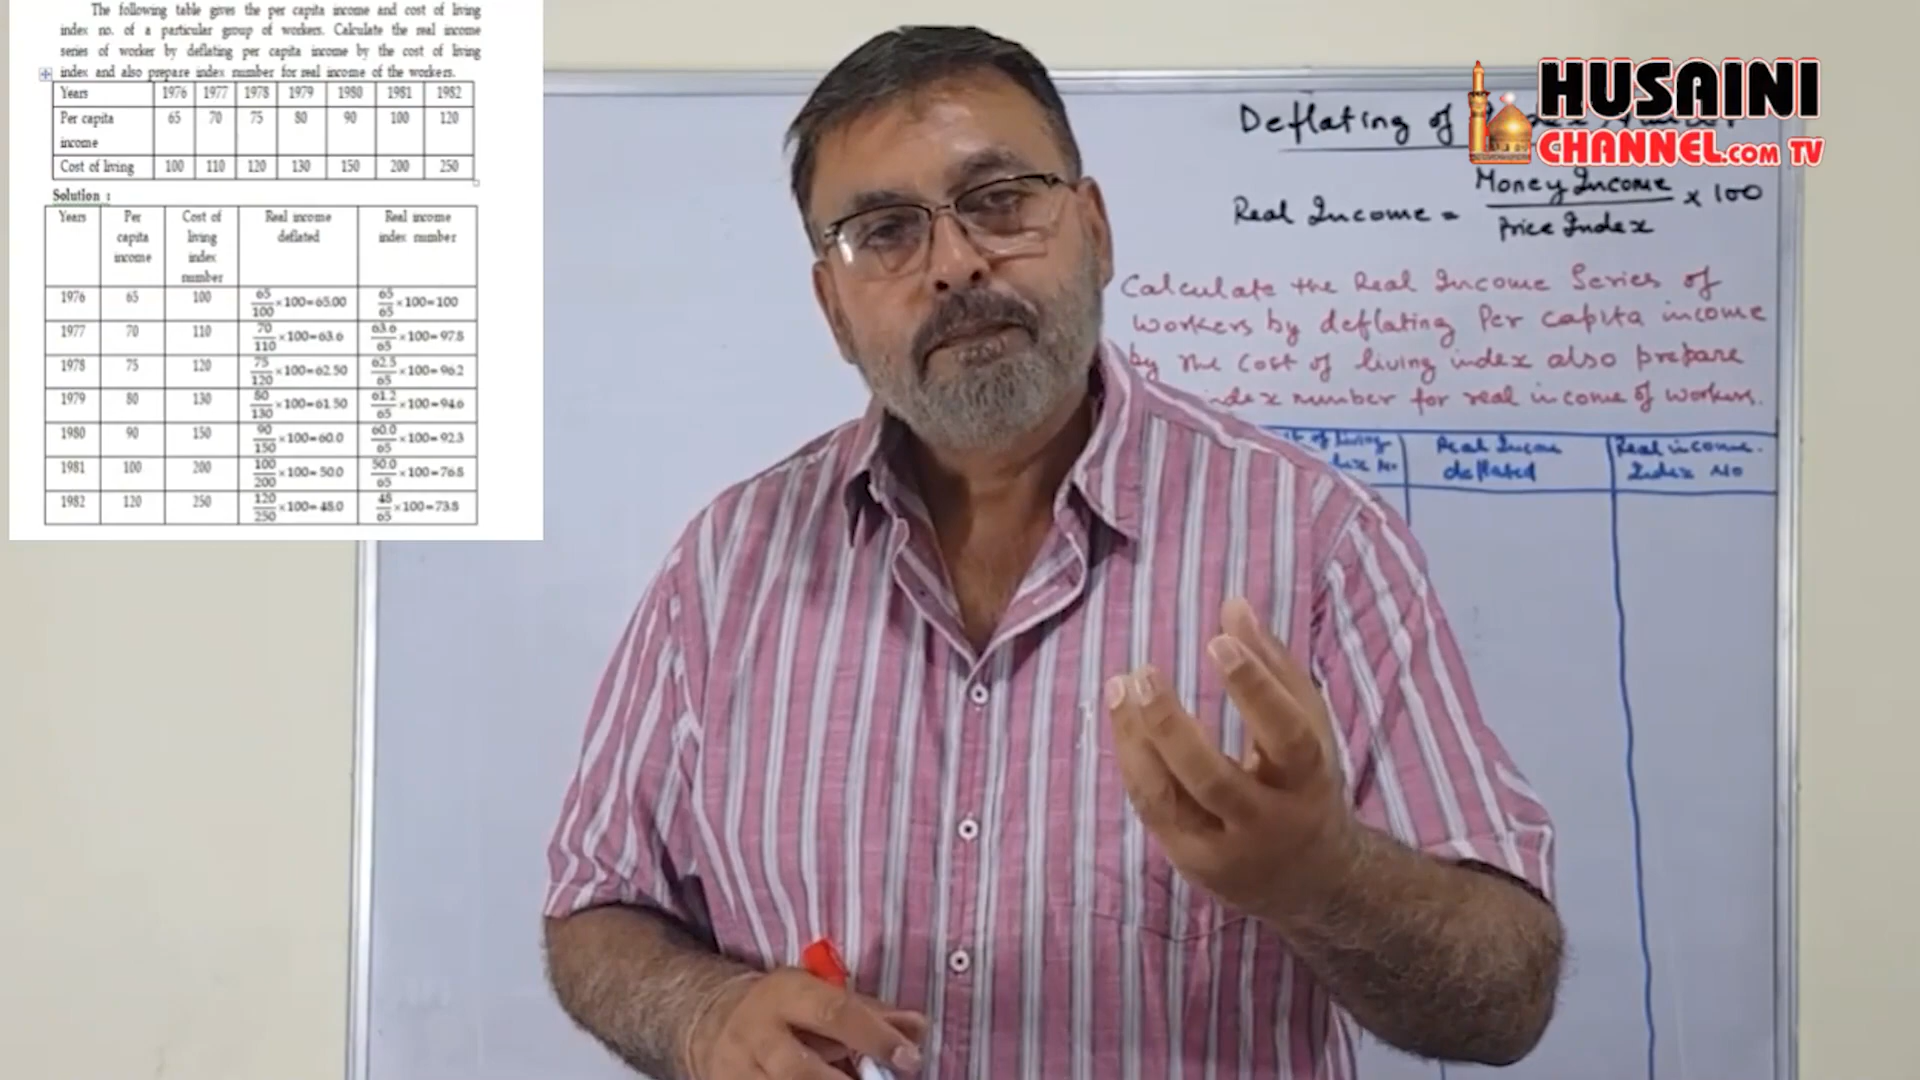 The following table gives the per capita income and cost of living
index no. of a particular group of workers. Calculate the real income
series of worker by deflating per capita income by the cost of living
index and also prepare index number for real income of the workers.
Years 1976 1977 1978 1979 1980 1981 1982
Per capita income 65 70 75 80 90 100 120
Cost of living 100 110 120 130 150 200 250
Solution :
Years Per capita income Cost of living index number Real income deflated Real income index number
1976 65 100 65/100×100=65.00 65/65×100=100
1977 70 110 70/110×100=63.6 63.6/65×100=97.8
1978 75 120 75/120×100=62.50 62.5/65×100=96.2
1979 80 130 80/130×100=61.50 61.2/65×100=94.6
1980 90 150 90/150×100=60.0 60.0/65×100=92.3
1981 100 200 100/200×100=50.0 50.0/65×100=76.8
1982 120 250 120/250×100=48.0 48/65×100=73.8
HUSAINI
CHANNEL.COM TV
Deflating of
Real Income = Money Income / Price Index × 100
Calculate the Real Income Series of
workers by deflating Per capita income
by the cost of living index also prepare
index number for real income of workers.
of living Real Income Real income
No deflated Index No